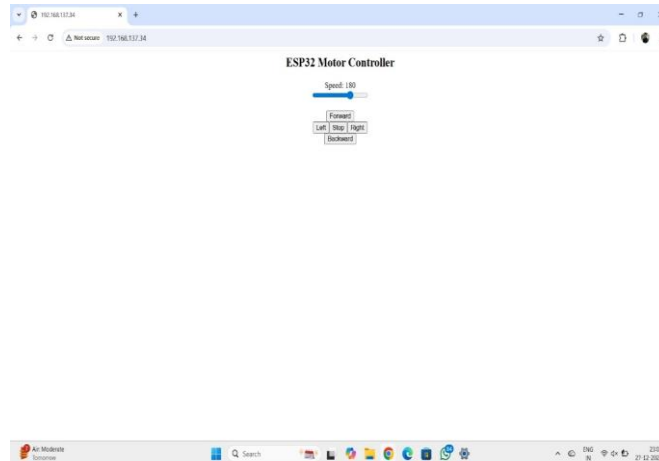 192.168.137.34
Not secure 192.168.137.34
ESP32 Motor Controller
Speed: 180
Forward
Left Stop Right
Backward
Air: Moderate
Tomorrow
Search
ENG
IN